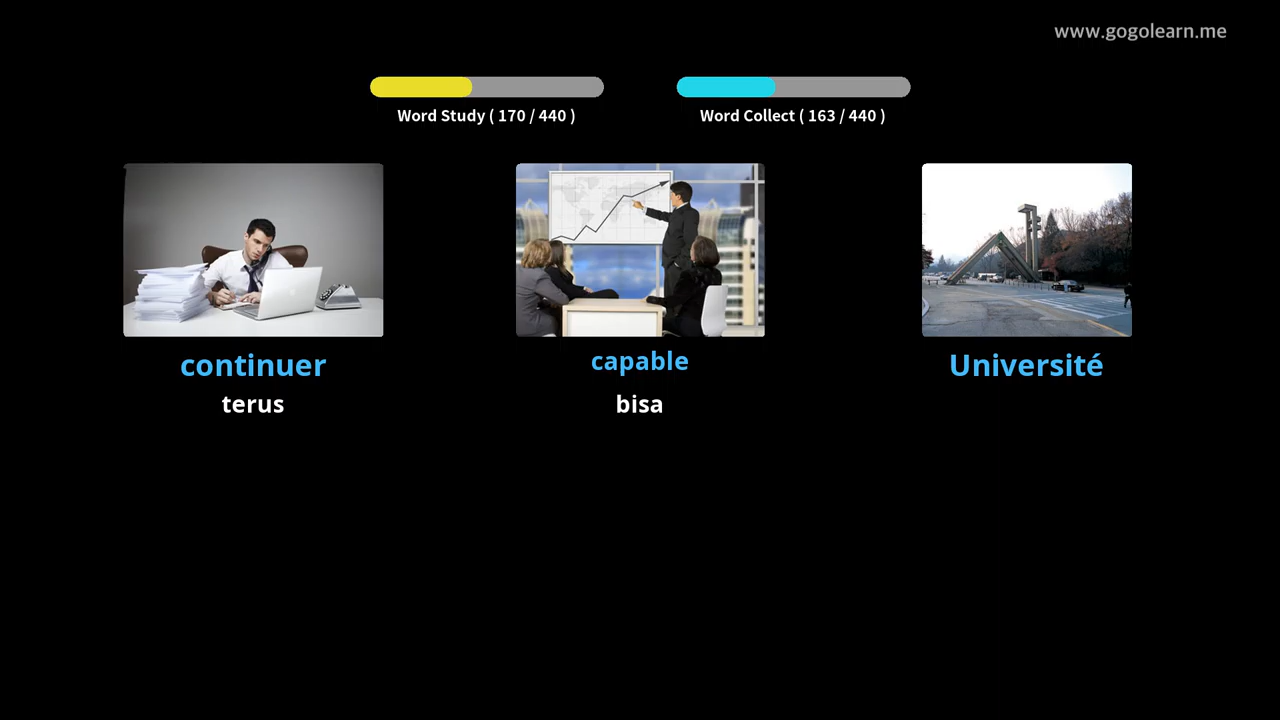 www.gogolearn.me
Word Study ( 170 / 440 )
Word Collect ( 163 / 440 )
continuer
capable
Université
terus
bisa